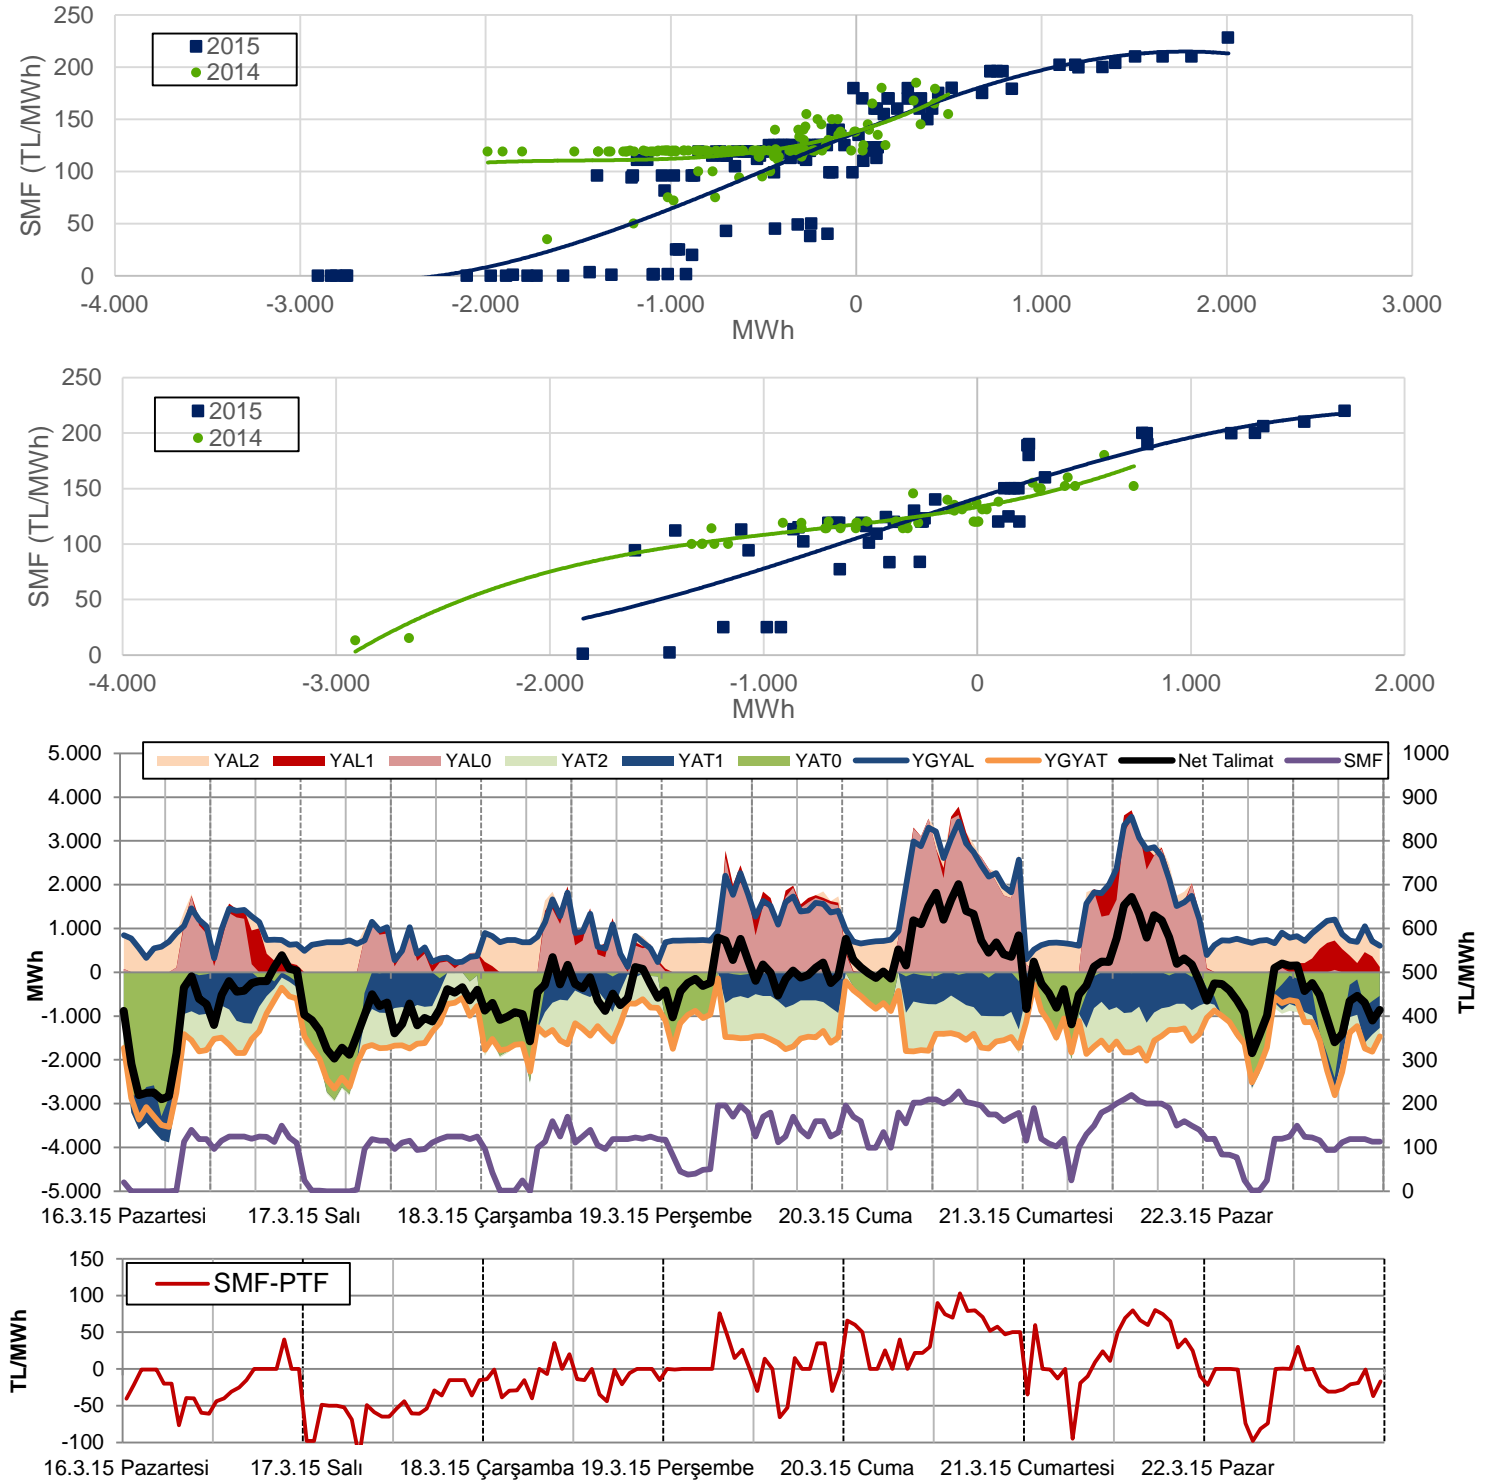 250
200
150
100
50
0
SMF (TL/MWh)
2015
2014
-4.000 -3.000 -2.000 -1.000 0 1.000 2.000 3.000
MWh
250
200
150
100
50
0
SMF (TL/MWh)
2015
2014
-4.000 -3.000 -2.000 -1.000 0 1.000 2.000
MWh
YAL2 YAL1 YAL0 YAT2 YAT1 YAT0 YGYAL YGYAT Net Talimat SMF
5.000 1000
4.000 900
3.000 800
2.000 700
1.000 600
0 500
-1.000 400
-2.000 300
-3.000 200
-4.000 100
-5.000 0
MWh
TL/MWh
16.3.15 Pazartesi 17.3.15 Salı 18.3.15 Çarşamba 19.3.15 Perşembe 20.3.15 Cuma 21.3.15 Cumartesi 22.3.15 Pazar
150
100
50
0
-50
-100
TL/MWh
SMF-PTF
16.3.15 Pazartesi 17.3.15 Salı 18.3.15 Çarşamba 19.3.15 Perşembe 20.3.15 Cuma 21.3.15 Cumartesi 22.3.15 Pazar